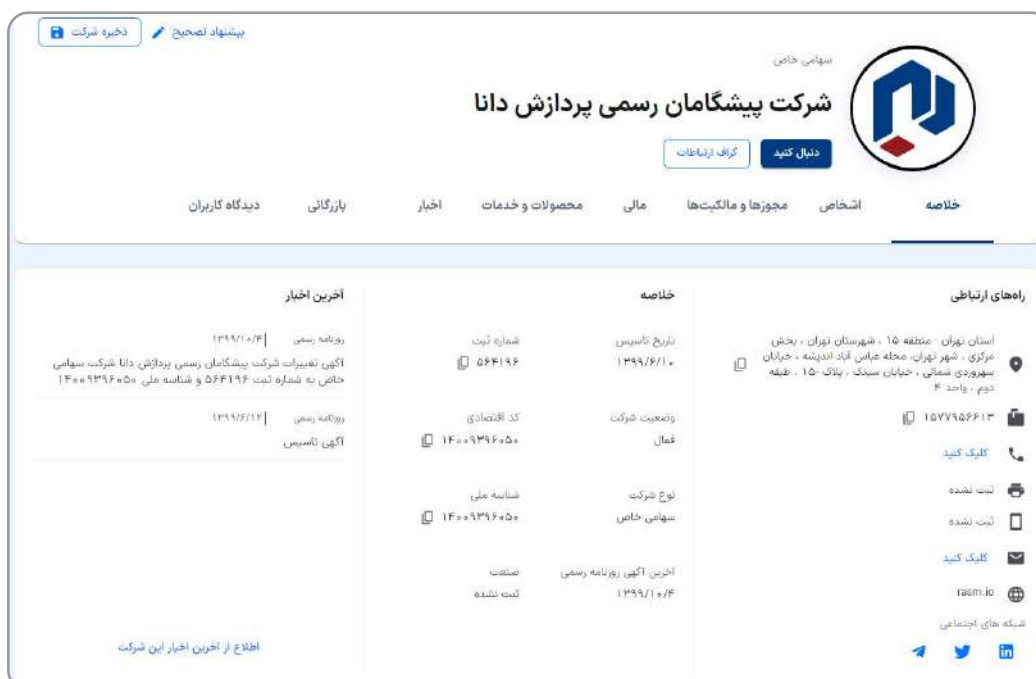 پیشنهاد تصحیح
ذخیره شرکت
سهامی خاص
شرکت پیشگامان رسمی پردازش دانا
دنبال کنید
گراف ارتباطات
خلاصه اشخاص مجوزها و مالکیت‌ها مالی محصولات و خدمات اخبار بازرگانی دیدگاه کاربران
راه‌های ارتباطی
استان تهران - منطقه ۱۵ ، شهرستان تهران ، بخش
مرکزی ، شهر تهران، محله عباس آباد اندیشه ، خیابان
سهروردی شمالی ، خیابان سینک ، پلاک -۱۵ ، طبقه
دوم ، واحد ۴
۱۵۷۷۹۵۶۶۱۳
کلیک کنید
ثبت نشده
ثبت نشده
کلیک کنید
rasm.io
شبکه های اجتماعی
خلاصه
تاریخ تاسیس
۱۳۹۹/۶/۱۰
شماره ثبت
۵۶۴۱۹۶
وضعیت شرکت
فعال
کد اقتصادی
۱۴۰۰۹۳۹۶۰۵۰
نوع شرکت
سهامی خاص
شناسه ملی
۱۴۰۰۹۳۹۶۰۵۰
آخرین آگهی روزنامه رسمی
۱۳۹۹/۱۰/۴
صنعت
ثبت نشده
آخرین اخبار
روزنامه رسمی | ۱۳۹۹/۱۰/۴
آگهی تغییرات شرکت پیشگامان رسمی پردازش دانا شرکت سهامی
خاص به شماره ثبت ۵۶۴۱۹۶ و شناسه ملی ۱۴۰۰۹۳۹۶۰۵۰
روزنامه رسمی | ۱۳۹۹/۶/۱۲
آگهی تاسیس
اطلاع از آخرین اخبار این شرکت